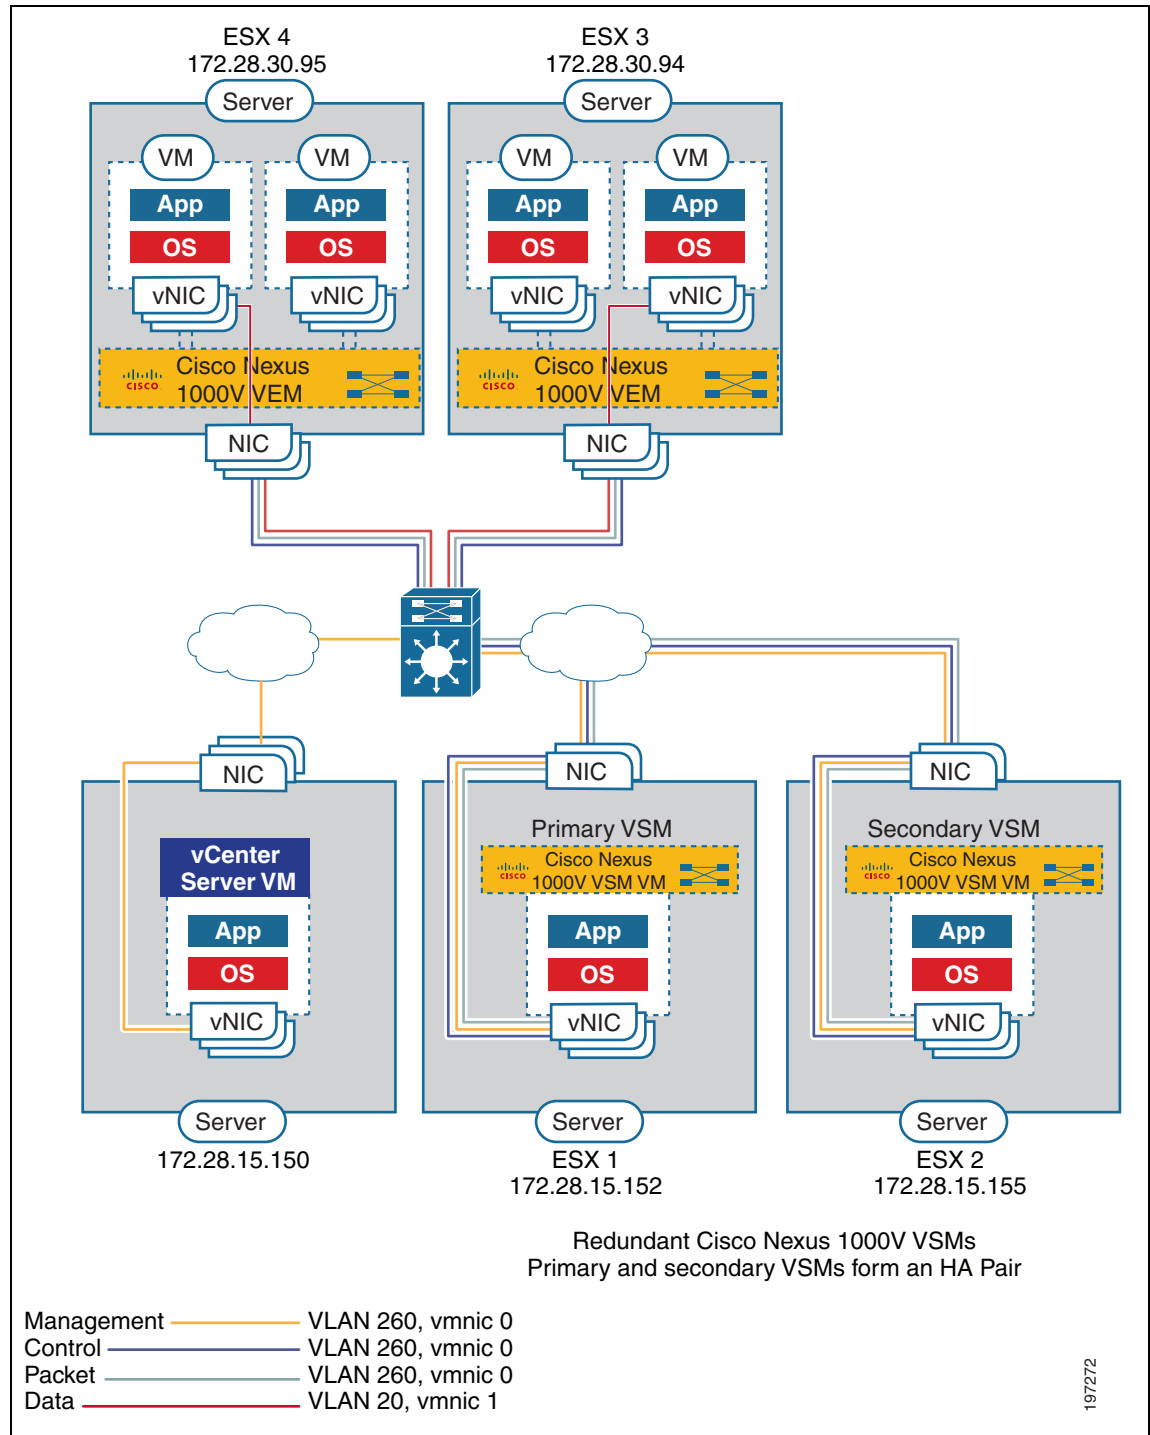 ESX 4
172.28.30.95
Server
ESX 3
172.28.30.94
Server
VM
VM
VM
VM
App
App
App
App
OS
OS
OS
OS
vNIC
vNIC
vNIC
vNIC
cisco
Cisco Nexus
1000V VEM
cisco
Cisco Nexus
1000V VEM
NIC
NIC
NIC
NIC
NIC
vCenter
Server VM
App
OS
vNIC
Server
172.28.15.150
Primary VSM
cisco
Cisco Nexus
1000V VSM VM
App
OS
vNIC
Server
ESX 1
172.28.15.152
Secondary VSM
cisco
Cisco Nexus
1000V VSM VM
App
OS
vNIC
Server
ESX 2
172.28.15.155
Redundant Cisco Nexus 1000V VSMs
Primary and secondary VSMs form an HA Pair
Management VLAN 260, vmnic 0
Control VLAN 260, vmnic 0
Packet VLAN 260, vmnic 0
Data VLAN 20, vmnic 1
197272